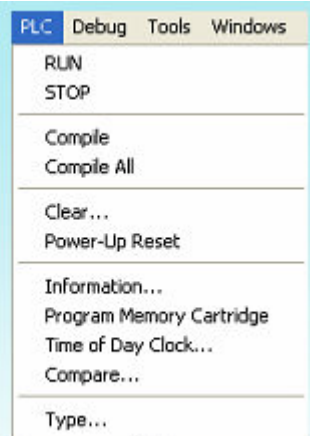 PLC Debug Tools Windows
RUN
STOP
Compile
Compile All
Clear...
Power-Up Reset
Information...
Program Memory Cartridge
Time of Day Clock...
Compare...
Type...